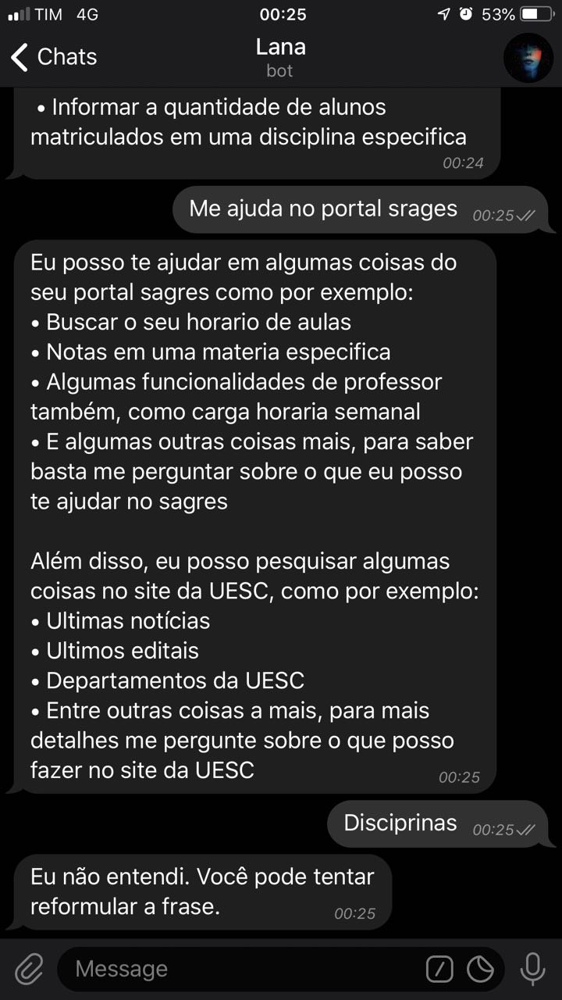 TIM 4G 00:25 53%
Chats Lana
bot
• Informar a quantidade de alunos
matriculados em uma disciplina especifica
00:24
Me ajuda no portal srages 00:25
Eu posso te ajudar em algumas coisas do
seu portal sagres como por exemplo:
• Buscar o seu horario de aulas
• Notas em uma materia especifica
• Algumas funcionalidades de professor
também, como carga horaria semanal
• E algumas outras coisas mais, para saber
basta me perguntar sobre o que eu posso
te ajudar no sagres
Além disso, eu posso pesquisar algumas
coisas no site da UESC, como por exemplo:
• Ultimas notícias
• Ultimos editais
• Departamentos da UESC
• Entre outras coisas a mais, para mais
detalhes me pergunte sobre o que posso
fazer no site da UESC 00:25
Disciprinas 00:25
Eu não entendi. Você pode tentar
reformular a frase. 00:25
Message